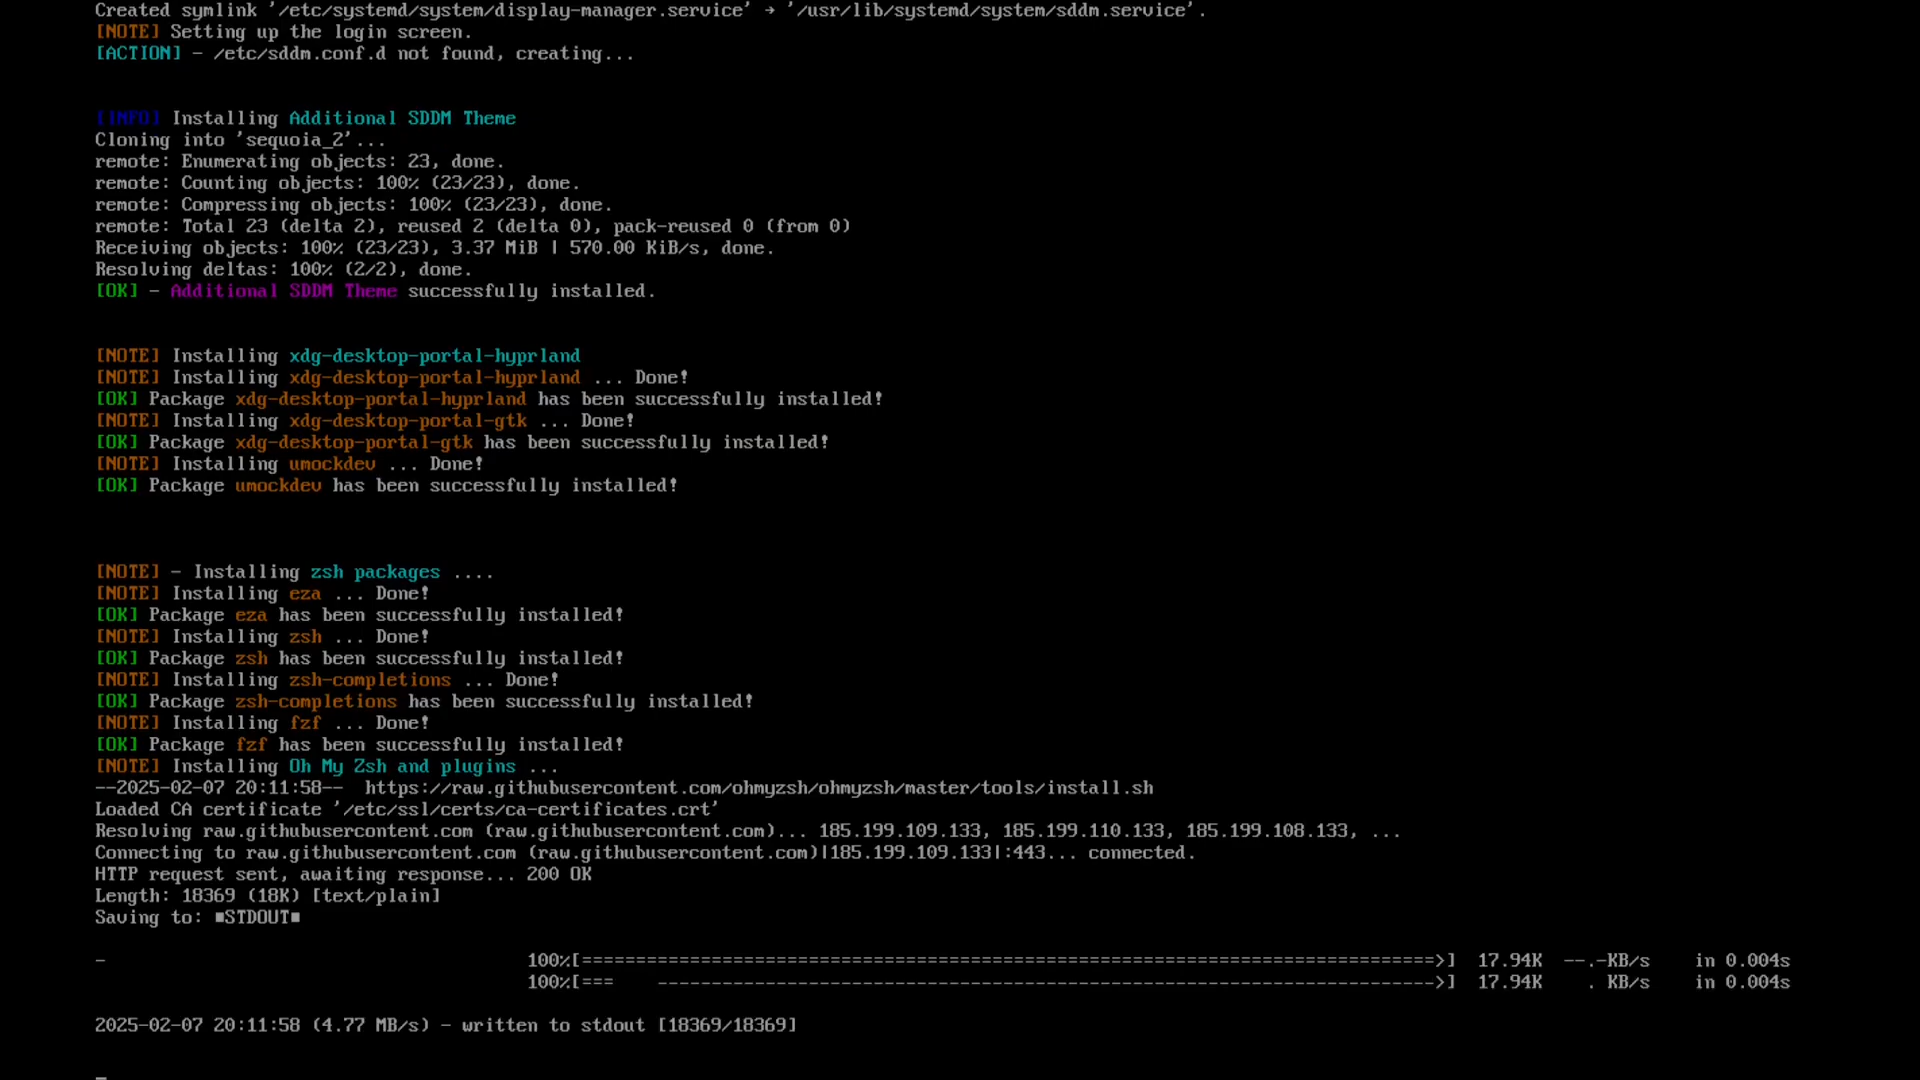 Created symlink '/etc/systemd/system/display-manager.service' → '/usr/lib/systemd/system/sddm.service'.
[NOTE] Setting up the login screen.
[ACTION] - /etc/sddm.conf.d not found, creating...
[INFO] Installing Additional SDDM Theme
Cloning into 'sequoia_2'...
remote: Enumerating objects: 23, done.
remote: Counting objects: 100% (23/23), done.
remote: Compressing objects: 100% (23/23), done.
remote: Total 23 (delta 2), reused 2 (delta 0), pack-reused 0 (from 0)
Receiving objects: 100% (23/23), 3.37 MiB | 570.00 KiB/s, done.
Resolving deltas: 100% (2/2), done.
[OK] - Additional SDDM Theme successfully installed.
[NOTE] Installing xdg-desktop-portal-hyprland
[NOTE] Installing xdg-desktop-portal-hyprland ... Done!
[OK] Package xdg-desktop-portal-hyprland has been successfully installed!
[NOTE] Installing xdg-desktop-portal-gtk ... Done!
[OK] Package xdg-desktop-portal-gtk has been successfully installed!
[NOTE] Installing umockdev ... Done!
[OK] Package umockdev has been successfully installed!
[NOTE] - Installing zsh packages ....
[NOTE] Installing eza ... Done!
[OK] Package eza has been successfully installed!
[NOTE] Installing zsh ... Done!
[OK] Package zsh has been successfully installed!
[NOTE] Installing zsh-completions ... Done!
[OK] Package zsh-completions has been successfully installed!
[NOTE] Installing fzf ... Done!
[OK] Package fzf has been successfully installed!
[NOTE] Installing Oh My Zsh and plugins ...
--2025-02-07 20:11:58--  https://raw.githubusercontent.com/ohmyzsh/ohmyzsh/master/tools/install.sh
Loaded CA certificate '/etc/ssl/certs/ca-certificates.crt'
Resolving raw.githubusercontent.com (raw.githubusercontent.com)... 185.199.109.133, 185.199.110.133, 185.199.108.133, ...
Connecting to raw.githubusercontent.com (raw.githubusercontent.com)|185.199.109.133|:443... connected.
HTTP request sent, awaiting response... 200 OK
Length: 18369 (18K) [text/plain]
Saving to: ■STDOUT■
- 100%[===============================================================================>] 17.94K --.-KB/s in 0.004s
100%[=== ------------------------------------------------------------------------>] 17.94K . KB/s in 0.004s
2025-02-07 20:11:58 (4.77 MB/s) - written to stdout [18369/18369]